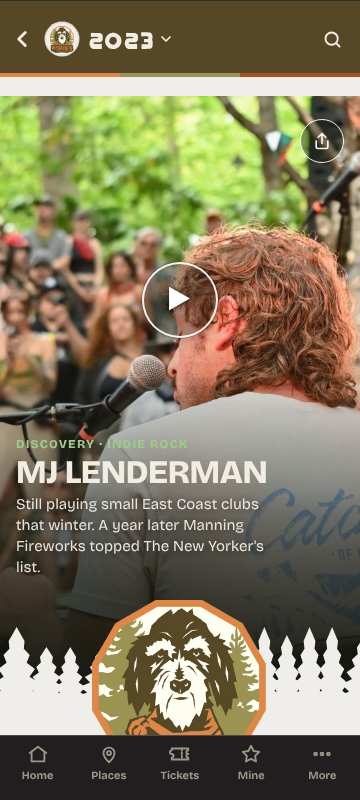 2023
DISCOVERY · INDIE ROCK
MJ LENDERMAN
Still playing small East Coast clubs
that winter. A year later Manning
Fireworks topped The New Yorker's
list.
Home
Places
Tickets
Mine
More